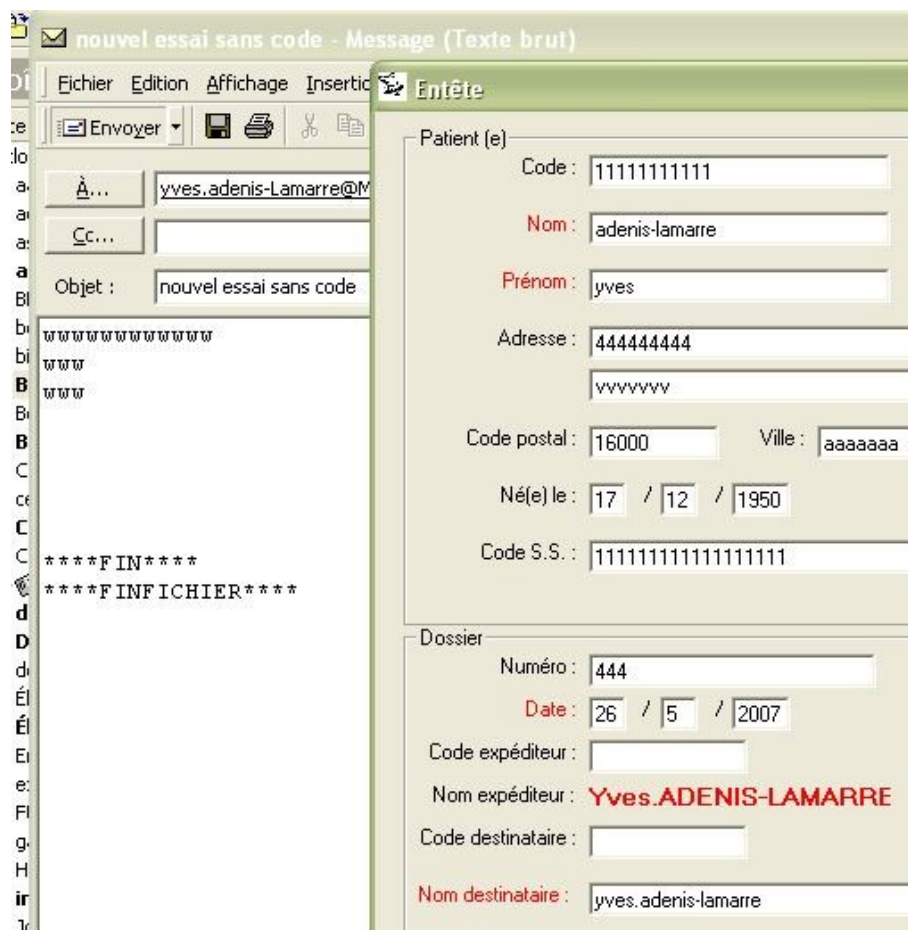 nouvel essai sans code - Message (Texte brut)
Fichier Edition Affichage
Envoyer
À... yves.adenis-Lamarre@M
Cc...
Objet : nouvel essai sans code
wwwwwwwwwwww
www
www
****FIN****
****FINFICHIER****
Entête
Patient (e)
Code : 11111111111
Nom : adenis-lamarre
Prénom : yves
Adresse : 444444444
vvvvvvv
Code postal : 16000 Ville : aaaaaaa
Né(e) le : 17 / 12 / 1950
Code S.S. : 11111111111111111
Dossier
Numéro : 444
Date : 26 / 5 / 2007
Code expéditeur :
Nom expéditeur : Yves.ADENIS-LAMARRE
Code destinataire :
Nom destinataire : yves.adenis-lamarre